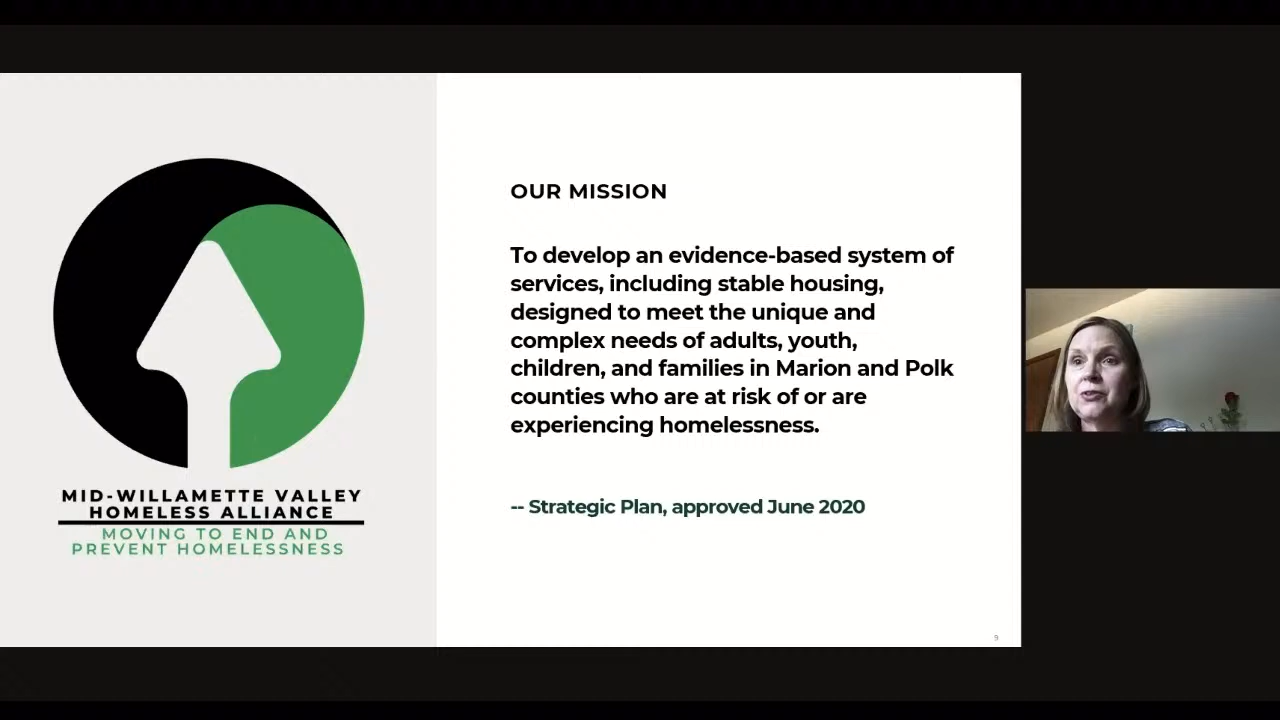 OUR MISSION
To develop an evidence-based system of
services, including stable housing,
designed to meet the unique and
complex needs of adults, youth,
children, and families in Marion and Polk
counties who are at risk of or are
experiencing homelessness.
-- Strategic Plan, approved June 2020
MID-WILLAMETTE VALLEY
HOMELESS ALLIANCE
MOVING TO END AND
PREVENT HOMELESSNESS
9